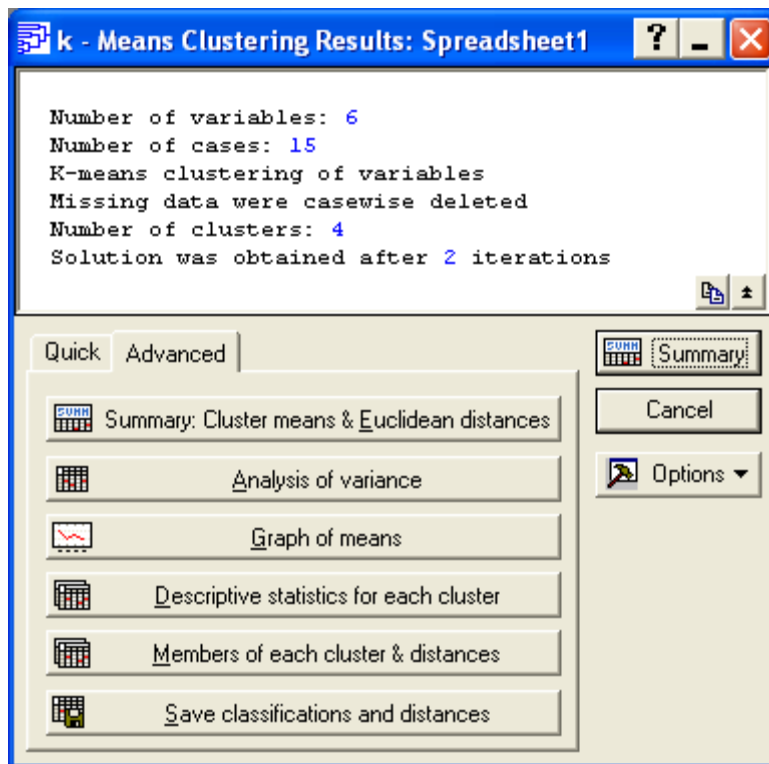 k - Means Clustering Results: Spreadsheet1
Number of variables: 6
Number of cases: 15
K-means clustering of variables
Missing data were casewise deleted
Number of clusters: 4
Solution was obtained after 2 iterations
Quick
Advanced
SUMM Summary
SUMM Summary: Cluster means & Euclidean distances
Cancel
Analysis of variance
Options
Graph of means
Descriptive statistics for each cluster
Members of each cluster & distances
Save classifications and distances